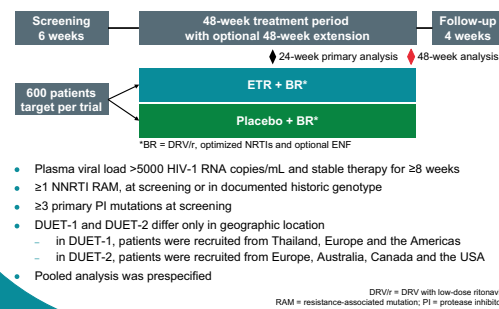 Screening
6 weeks
48-week treatment period
with optional 48-week extension
Follow-up
4 weeks
24-week primary analysis
48-week analysis
600 patients
target per trial
ETR + BR*
Placebo + BR*
*BR = DRV/r, optimized NRTIs and optional ENF
• Plasma viral load >5000 HIV-1 RNA copies/mL and stable therapy for ≥8 weeks
• ≥1 NNRTI RAM, at screening or in documented historic genotype
• ≥3 primary PI mutations at screening
• DUET-1 and DUET-2 differ only in geographic location
– in DUET-1, patients were recruited from Thailand, Europe and the Americas
– in DUET-2, patients were recruited from Europe, Australia, Canada and the USA
• Pooled analysis was prespecified
DRV/r = DRV with low-dose ritonav
RAM = resistance-associated mutation; PI = protease inhibito